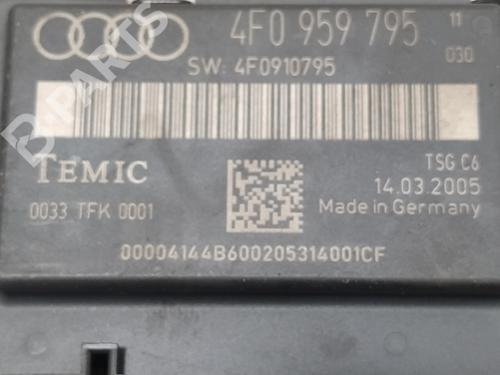 4F0 959 795 11
SW: 4F0910795 030
TEMIC
TSG C6
14.03.2005
0033 TFK 0001
Made in Germany
00004144B600205314001CF
B-PARTS